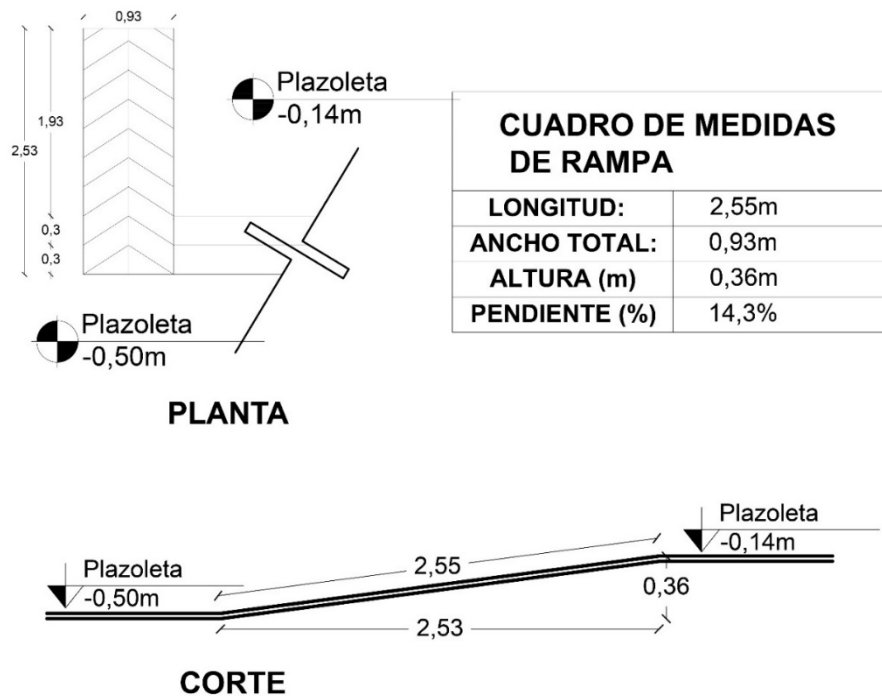 0,93
Plazoleta
-0,14m
1,93
2,53
0,3
0,3
Plazoleta
-0,50m
PLANTA
CUADRO DE MEDIDAS
DE RAMPA
LONGITUD: 2,55m
ANCHO TOTAL: 0,93m
ALTURA (m) 0,36m
PENDIENTE (%) 14,3%
Plazoleta
-0,14m
2,55
Plazoleta
-0,50m
0,36
2,53
CORTE